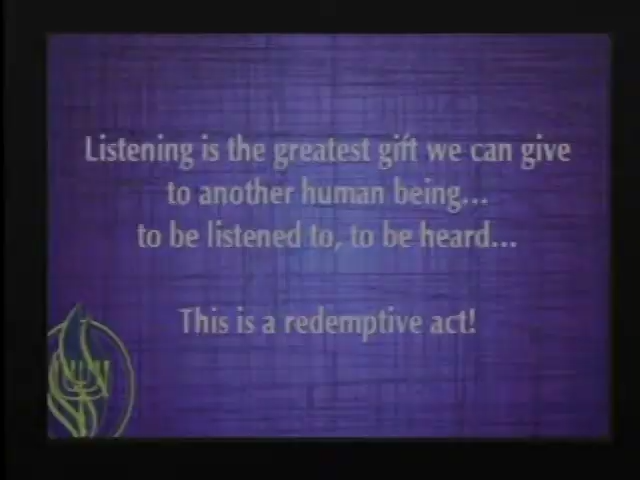 Listening is the greatest gift we can give
to another human being...
to be listened to, to be heard...
This is a redemptive act!